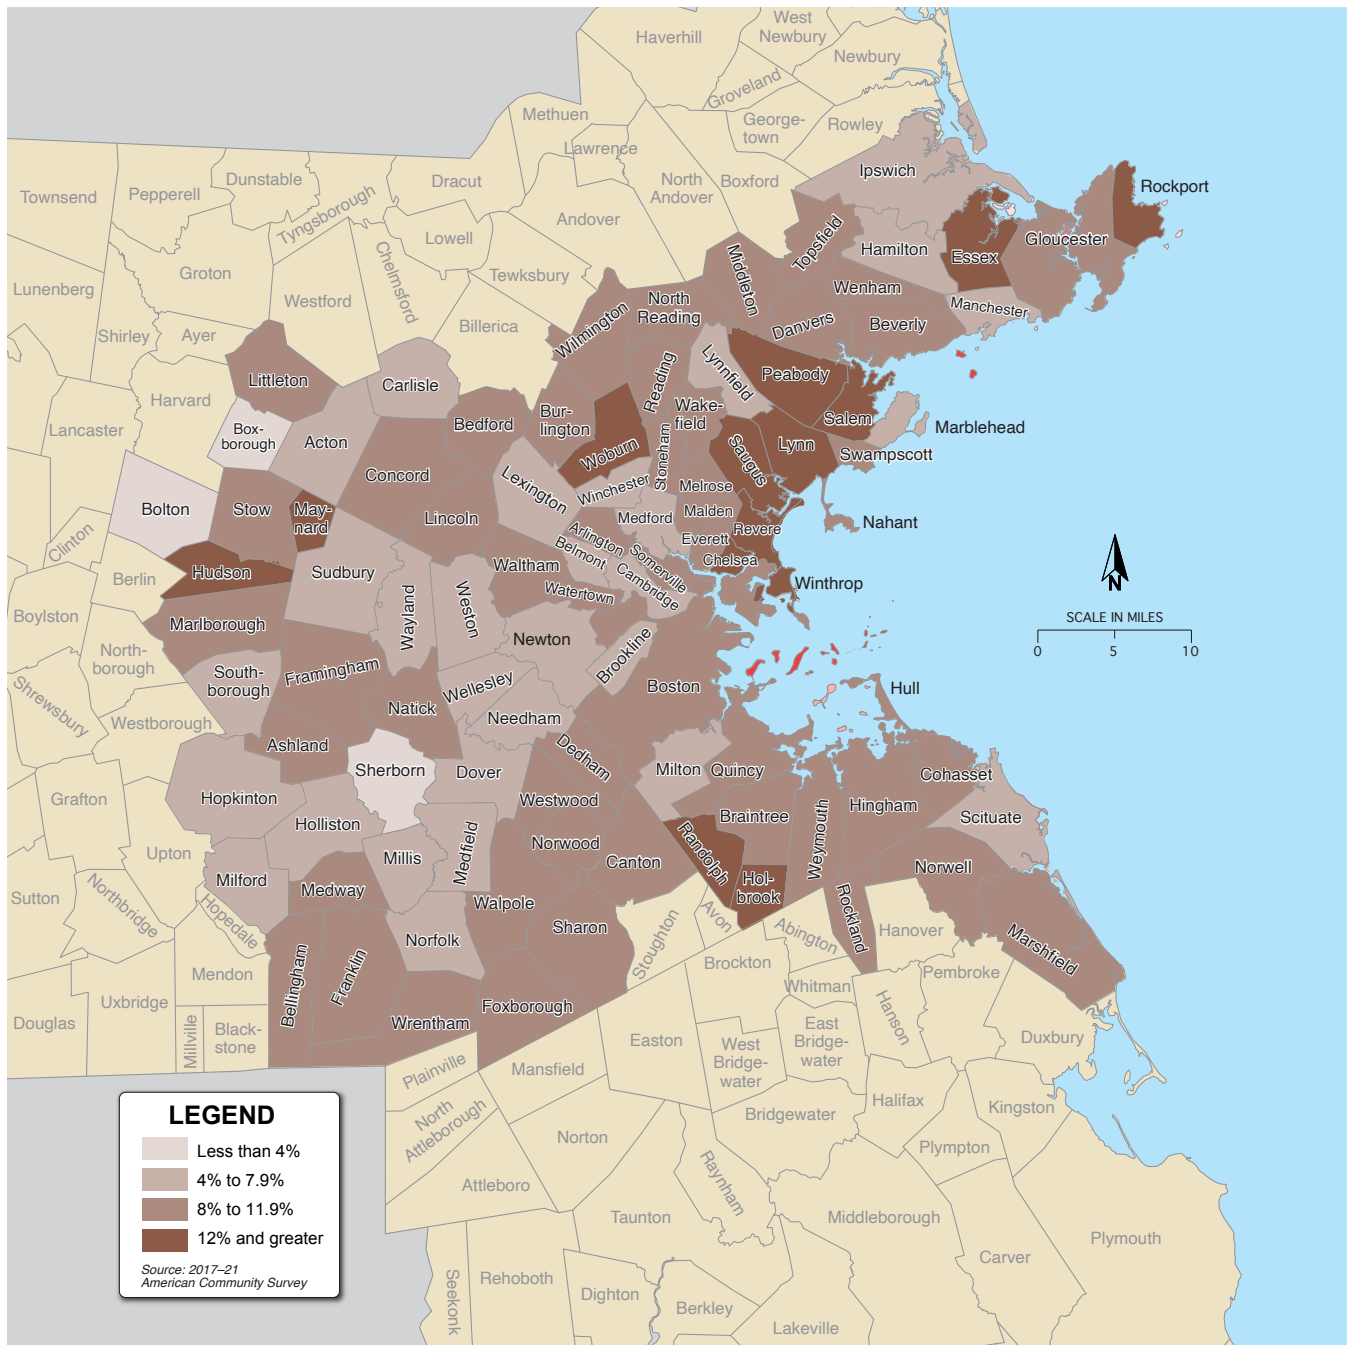 Haverhill
West
Newbury
Newbury
Groveland
Methuen
George-
town
Rowley
Lawrence
Dunstable
Pepperell
Townsend
Dracut
North
Andover
Boxford
Ipswich
Rockport
Tyngsborough
Andover
Lowell
Topsfield
Hamilton
Gloucester
Essex
Chelmsford
Groton
Tewksbury
Middleton
Lunenberg
Westford
North
Reading
Wenham
Manchester
Shirley
Ayer
Billerica
Wilmington
Danvers
Beverly
Littleton
Carlisle
Reading
Lynnfield
Peabody
Harvard
Lancaster
Box-
borough
Acton
Bedford
Bur-
lington
Wake-
field
Salem
Marblehead
Concord
Woburn
Stoneham
Saugus
Lynn
Swampscott
Lexington
Winchester
Melrose
Bolton
Stow
May-
nard
Lincoln
Medford
Malden
Revere
Nahant
Clinton
Arlington
Everett
Belmont
Somerville
Chelsea
Berlin
Hudson
Sudbury
Waltham
Cambridge
Winthrop
Watertown
N
SCALE IN MILES
0
5
10
Boylston
Marlborough
Wayland
Weston
Newton
Brookline
North-
borough
South-
borough
Framingham
Wellesley
Boston
Hull
Shrewsbury
Westborough
Natick
Needham
Ashland
Sherborn
Dover
Dedham
Milton
Quincy
Cohasset
Grafton
Hopkinton
Westwood
Braintree
Weymouth
Hingham
Scituate
Holliston
Upton
Millis
Medfield
Norwood
Canton
Randolph
Norwell
Milford
Medway
Hol-
brook
Sutton
Northbridge
Hopedale
Walpole
Sharon
Rockland
Norfolk
Avon
Abington
Hanover
Marshfield
Stoughton
Mendon
Bellingham
Franklin
Brockton
Pembroke
Whitman
Uxbridge
Foxborough
Hanson
Douglas
Millville
Black-
stone
Wrentham
Easton
West
Bridge-
water
East
Bridge-
water
Duxbury
Plainville
Mansfield
North
Attleborough
Norton
Bridgewater
Halifax
Kingston
Plympton
Attleboro
Raynham
Taunton
Middleborough
Plymouth
Carver
Seekonk
Rehoboth
Dighton
Berkley
Lakeville
LEGEND
Less than 4%
4% to 7.9%
8% to 11.9%
12% and greater
Source: 2017–21
American Community Survey